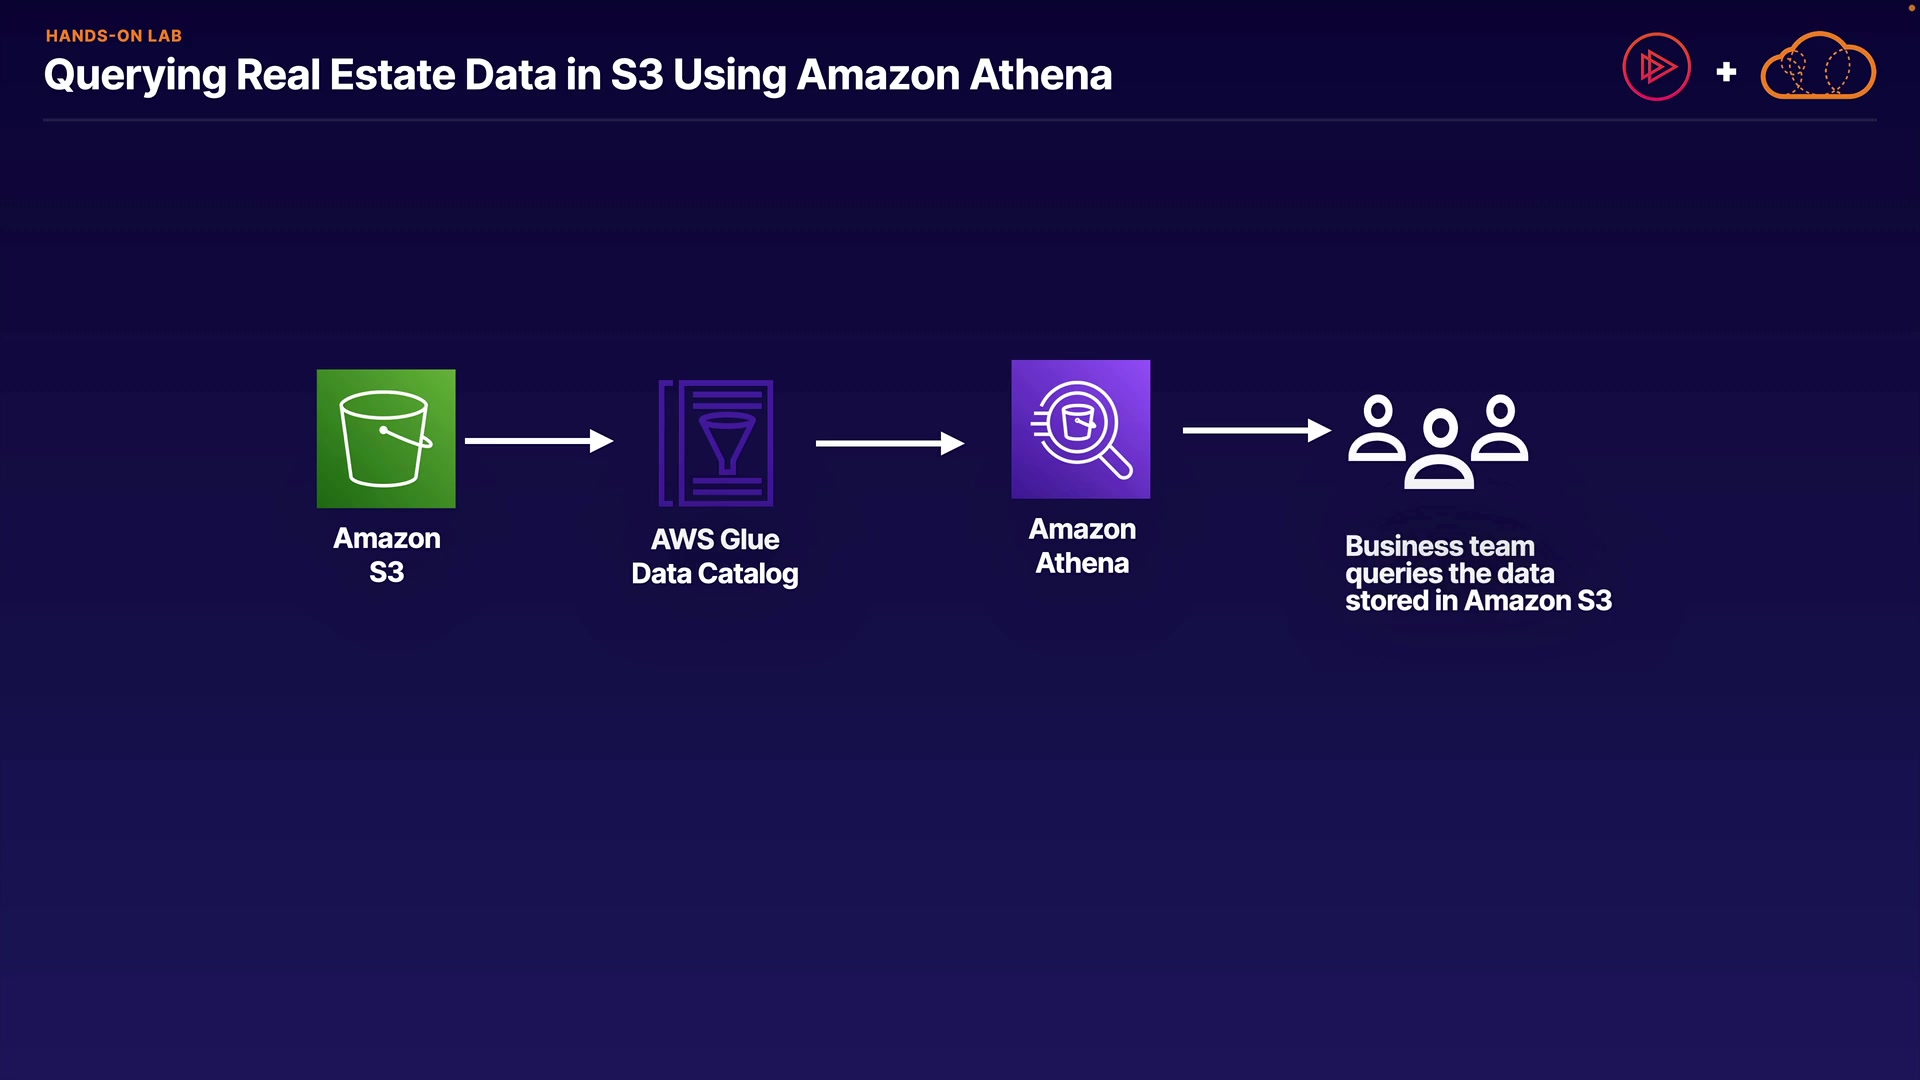 HANDS-ON LAB
Querying Real Estate Data in S3 Using Amazon Athena
Amazon
S3
AWS Glue
Data Catalog
Amazon
Athena
Business team
queries the data
stored in Amazon S3